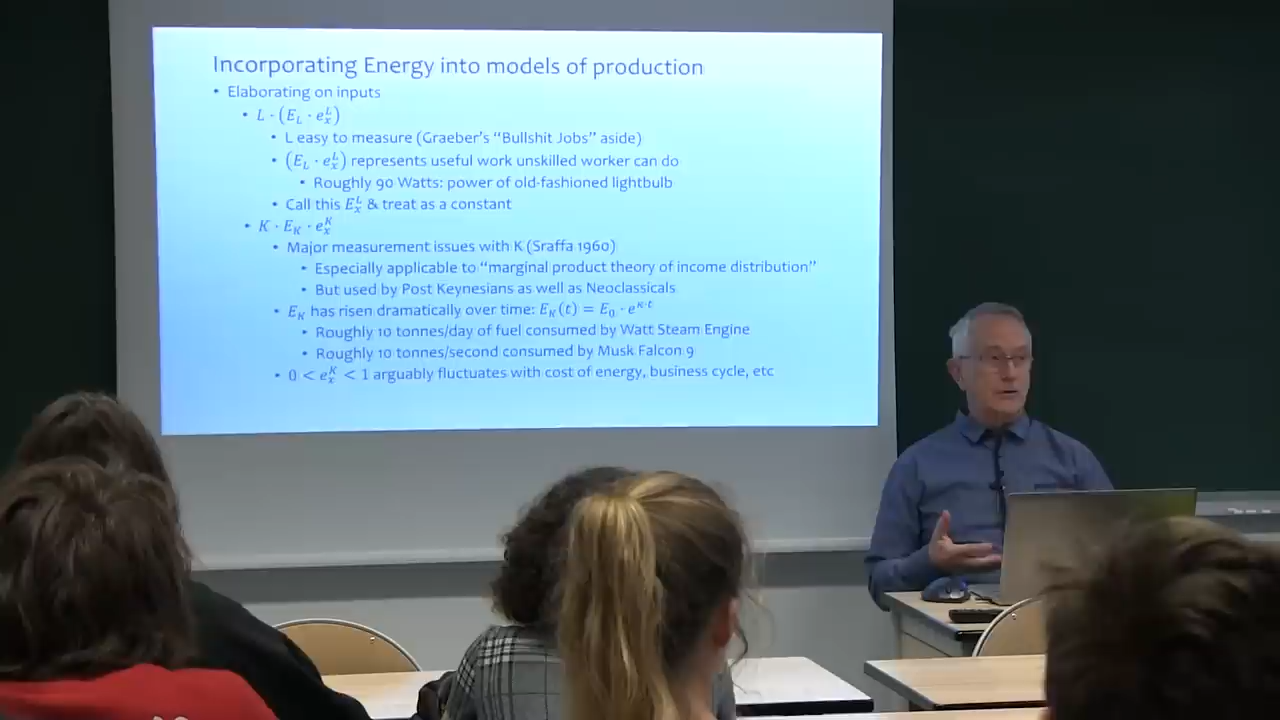 Incorporating Energy into models of production
• Elaborating on inputs
• L · (E_L · e_x^L)
• L easy to measure (Graeber's "Bullshit Jobs" aside)
• (E_L · e_x^L) represents useful work unskilled worker can do
• Roughly 90 Watts: power of old-fashioned lightbulb
• Call this E_x^L & treat as a constant
• K · E_K · e_x^K
• Major measurement issues with K (Sraffa 1960)
• Especially applicable to "marginal product theory of income distribution"
• But used by Post Keynesians as well as Neoclassicals
• E_K has risen dramatically over time: E_K(t) = E_0 · e^{κ·t}
• Roughly 10 tonnes/day of fuel consumed by Watt Steam Engine
• Roughly 10 tonnes/second consumed by Musk Falcon 9
• 0 < e_x^K < 1 arguably fluctuates with cost of energy, business cycle, etc